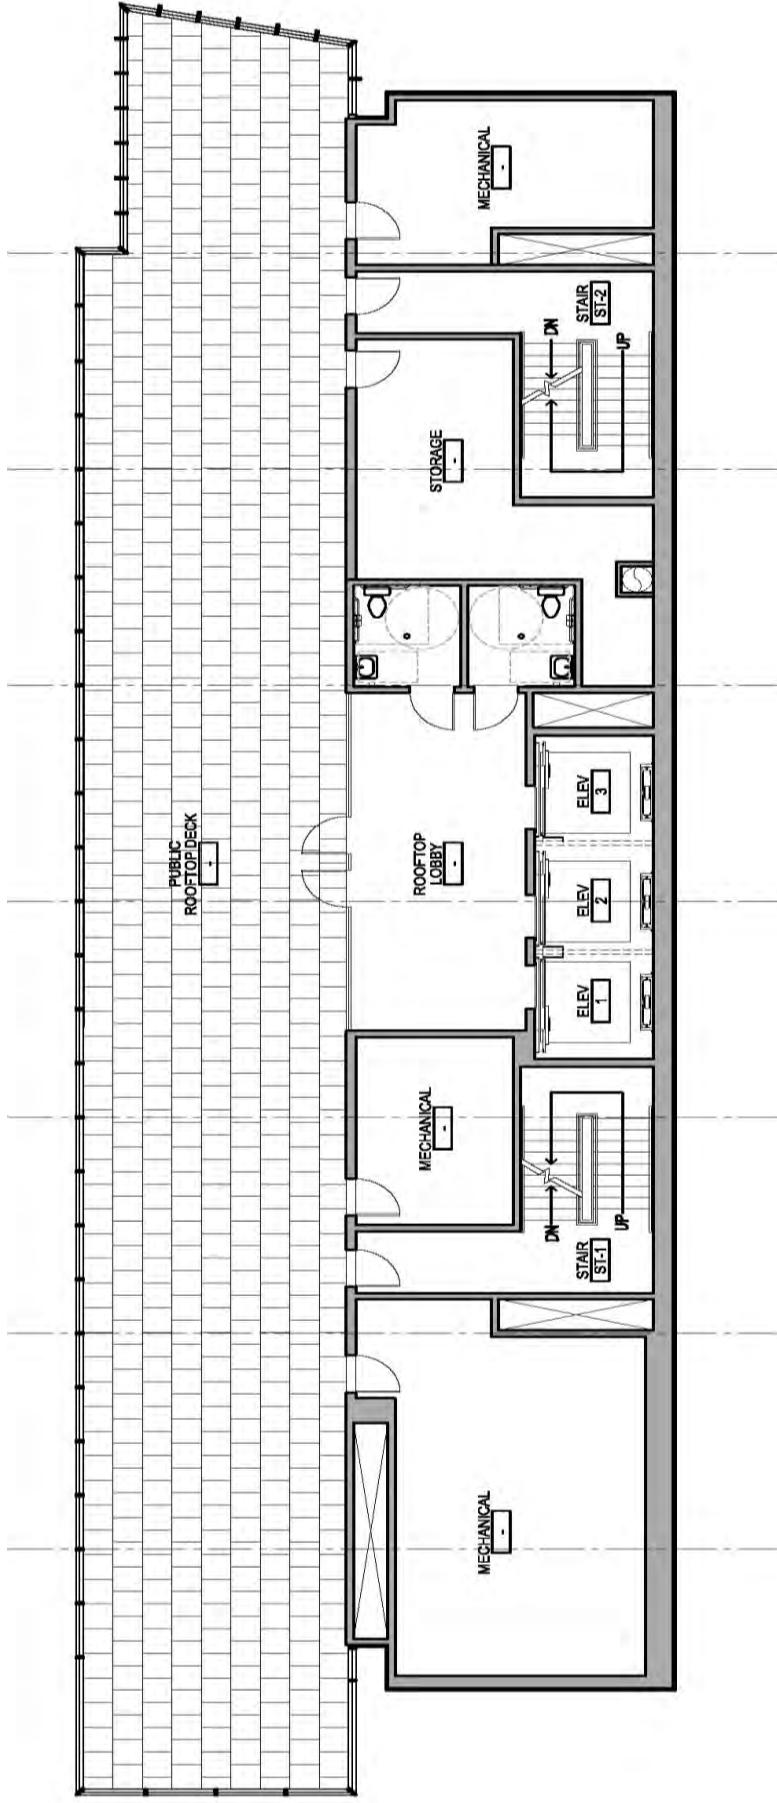 MECHANICAL
-
STAIR
ST-2
DN
UP
STORAGE
-
PUBLIC
ROOFTOP DECK
-
ROOFTOP
LOBBY
-
ELEV
3
ELEV
2
ELEV
1
MECHANICAL
-
DN
UP
STAIR
ST-1
MECHANICAL
-